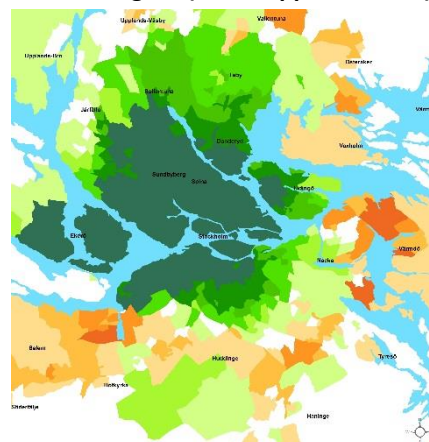 Upplands-Väsby
Vallentuna
Upplands-Bro
Österåker
Täby
Sollentuna
Järfälla
Danderyd
Vaxholm
Sundbyberg
Solna
Lidingö
Ekerö
Stockholm
Nacka
Värmdö
Salem
Huddinge
Tyresö
Botkyrka
Södertälje
Haninge